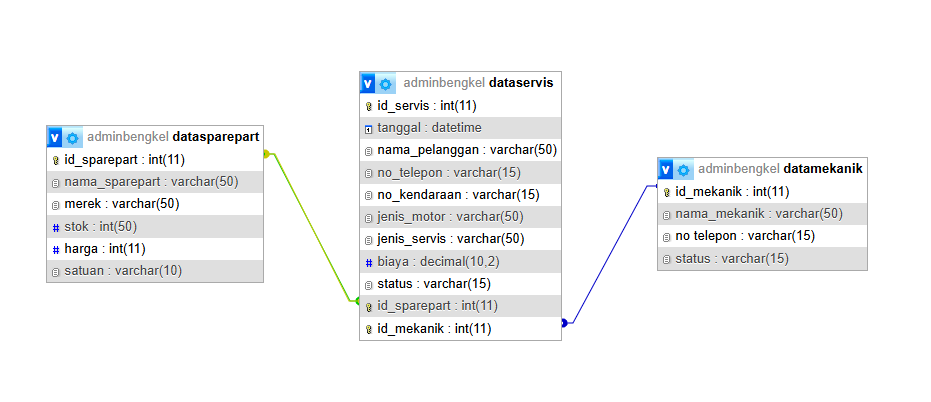 adminbengkel datasparepart
id_sparepart : int(11)
nama_sparepart : varchar(50)
merek : varchar(50)
# stok : int(50)
# harga : int(11)
satuan : varchar(10)
adminbengkel dataservis
id_servis : int(11)
tanggal : datetime
nama_pelanggan : varchar(50)
no_telepon : varchar(15)
no_kendaraan : varchar(15)
jenis_motor : varchar(50)
jenis_servis : varchar(50)
# biaya : decimal(10,2)
status : varchar(15)
id_sparepart : int(11)
id_mekanik : int(11)
adminbengkel datamekanik
id_mekanik : int(11)
nama_mekanik : varchar(50)
no telepon : varchar(15)
status : varchar(15)